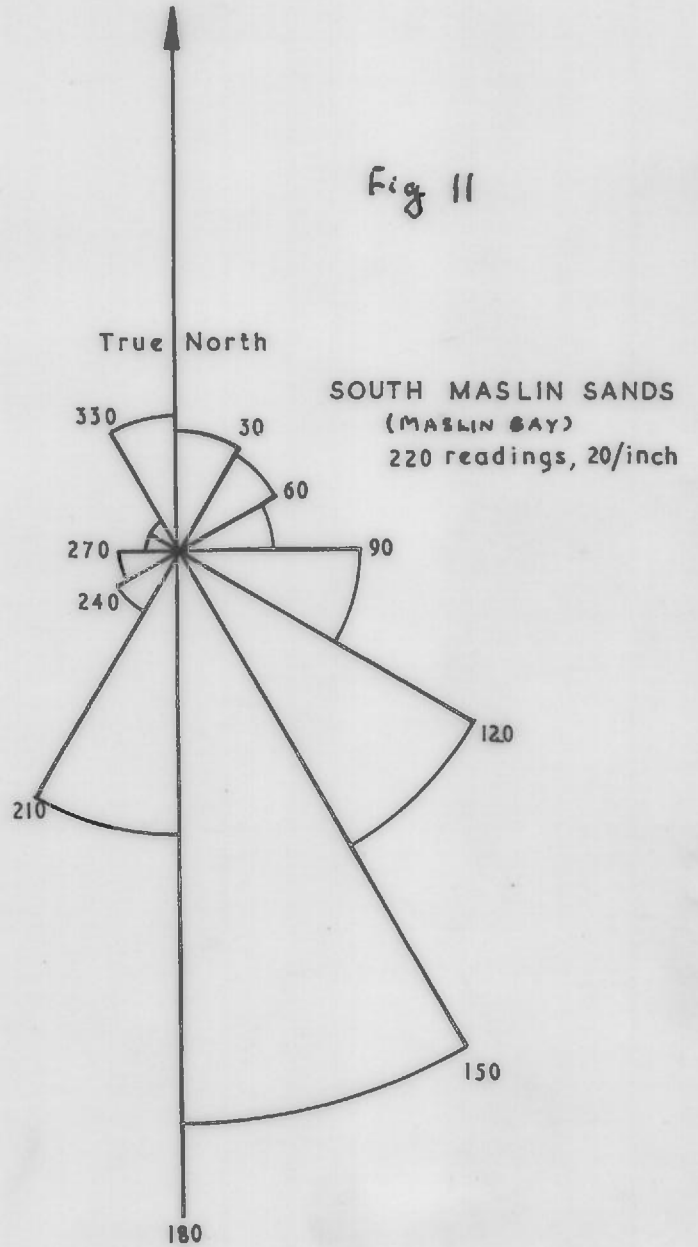 Fig 11
True North
SOUTH MASLIN SANDS
(MASLIN BAY)
220 readings, 20/inch
330
30
60
270
90
240
120
210
150
180